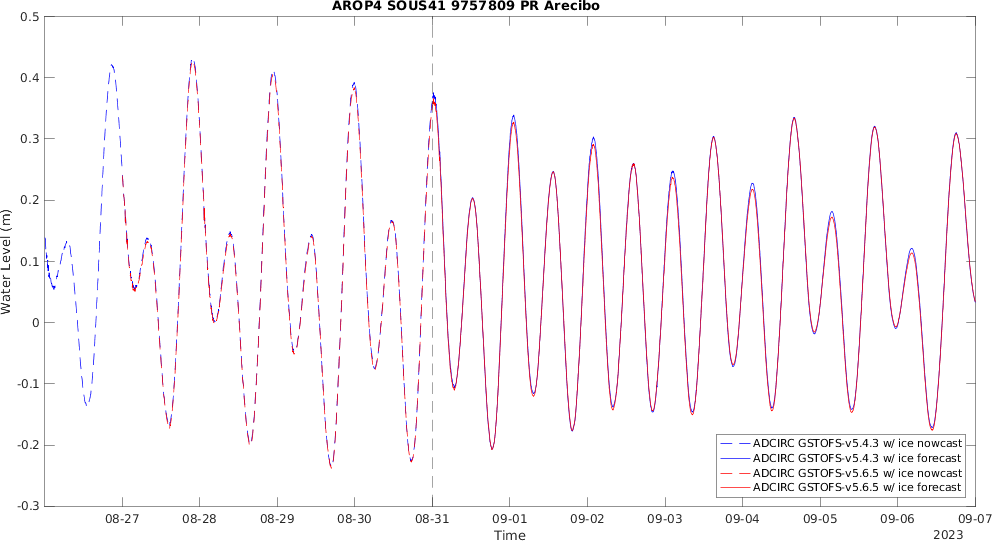 AROP4 SOUS41 9757809 PR Arecibo
0.5
0.4
0.3
0.2
0.1
0
-0.1
-0.2
-0.3
Water Level (m)
08-27 08-28 08-29 08-30 08-31 09-01 09-02 09-03 09-04 09-05 09-06 09-07
Time
2023
ADCIRC GSTOFS-v5.4.3 w/ ice nowcast
ADCIRC GSTOFS-v5.4.3 w/ ice forecast
ADCIRC GSTOFS-v5.6.5 w/ ice nowcast
ADCIRC GSTOFS-v5.6.5 w/ ice forecast